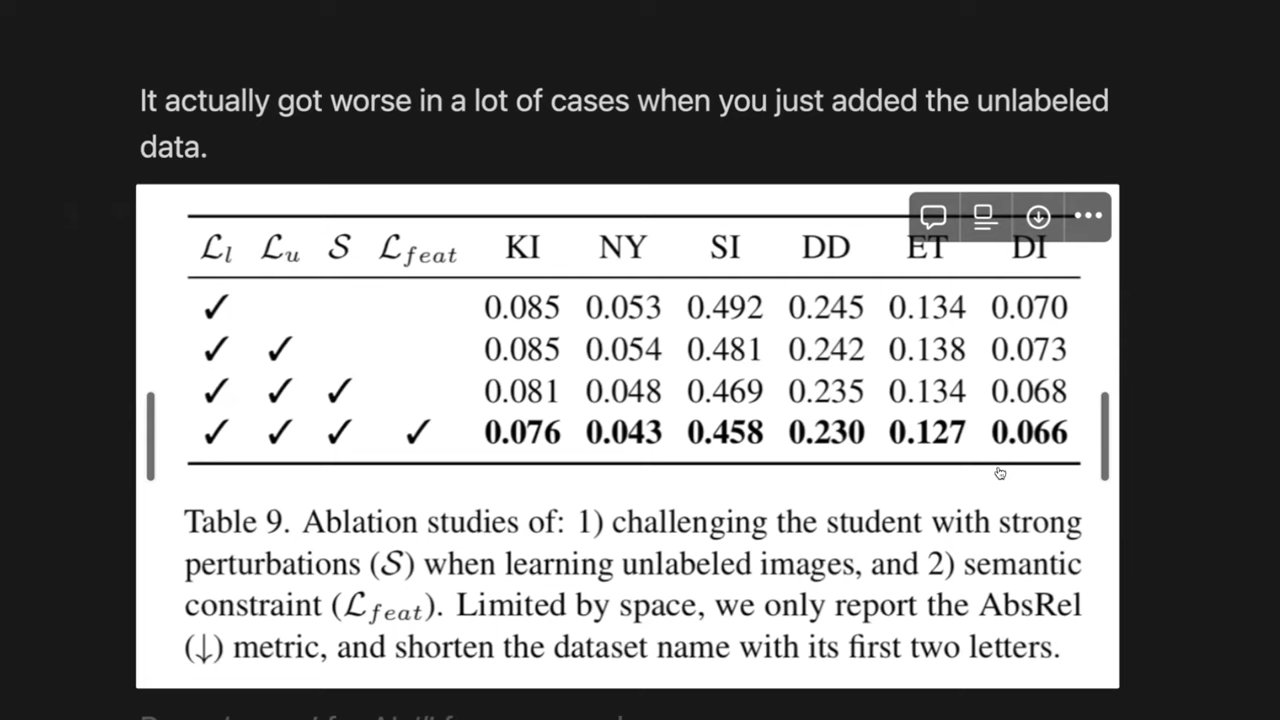 It actually got worse in a lot of cases when you just added the unlabeled
data.
ℒl ℒu 𝒮 ℒfeat KI NY SI DD ET DI
✓ 0.085 0.053 0.492 0.245 0.134 0.070
✓ ✓ 0.085 0.054 0.481 0.242 0.138 0.073
✓ ✓ ✓ 0.081 0.048 0.469 0.235 0.134 0.068
✓ ✓ ✓ ✓ 0.076 0.043 0.458 0.230 0.127 0.066
Table 9. Ablation studies of: 1) challenging the student with strong
perturbations (𝒮) when learning unlabeled images, and 2) semantic
constraint (ℒfeat). Limited by space, we only report the AbsRel
(↓) metric, and shorten the dataset name with its first two letters.